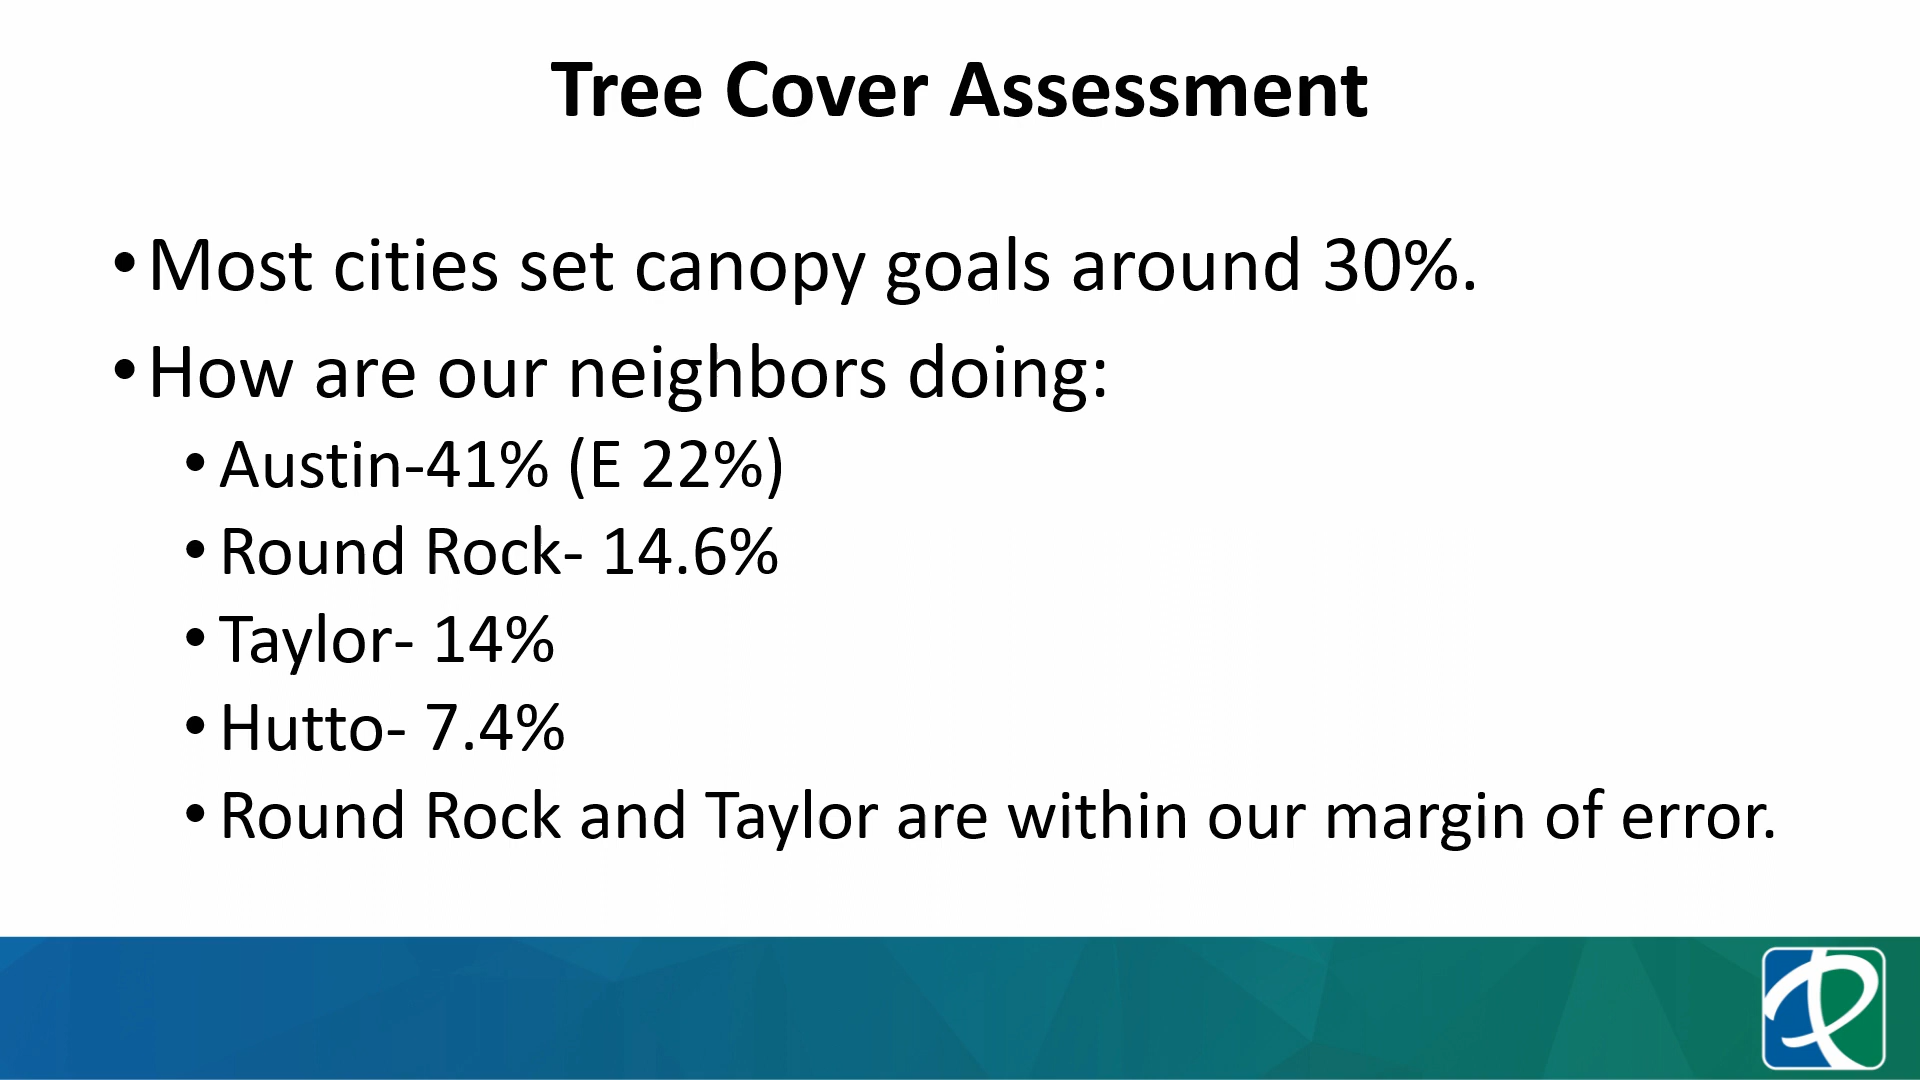 Tree Cover Assessment
•Most cities set canopy goals around 30%.
•How are our neighbors doing:
•Austin-41% (E 22%)
•Round Rock- 14.6%
•Taylor- 14%
•Hutto- 7.4%
•Round Rock and Taylor are within our margin of error.